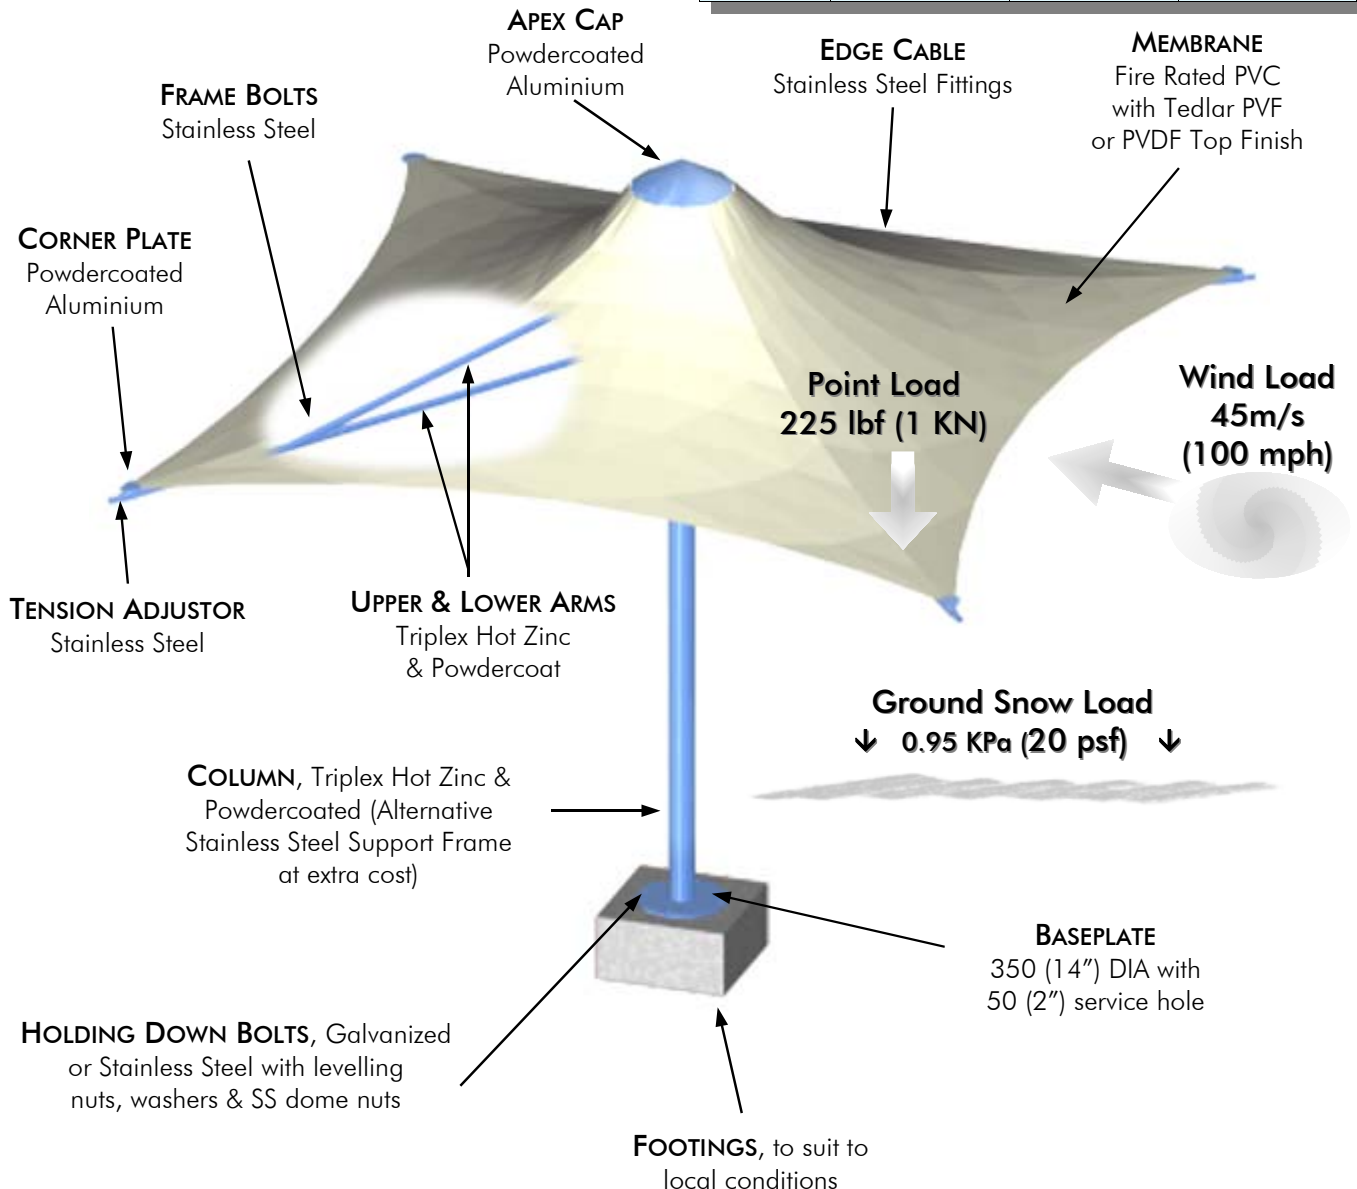 APEX CAP
Powdercoated
Aluminium
EDGE CABLE
Stainless Steel Fittings
MEMBRANE
Fire Rated PVC
with Tedlar PVF
or PVDF Top Finish
FRAME BOLTS
Stainless Steel
CORNER PLATE
Powdercoated
Aluminium
Point Load
225 lbf (1 KN)
Wind Load
45m/s
(100 mph)
TENSION ADJUSTOR
Stainless Steel
UPPER & LOWER ARMS
Triplex Hot Zinc
& Powdercoat
Ground Snow Load
0.95 KPa (20 psf)
COLUMN, Triplex Hot Zinc &
Powdercoated (Alternative
Stainless Steel Support Frame
at extra cost)
BASEPLATE
350 (14”) DIA with
50 (2”) service hole
HOLDING DOWN BOLTS, Galvanized
or Stainless Steel with levelling
nuts, washers & SS dome nuts
FOOTINGS, to suit to
local conditions